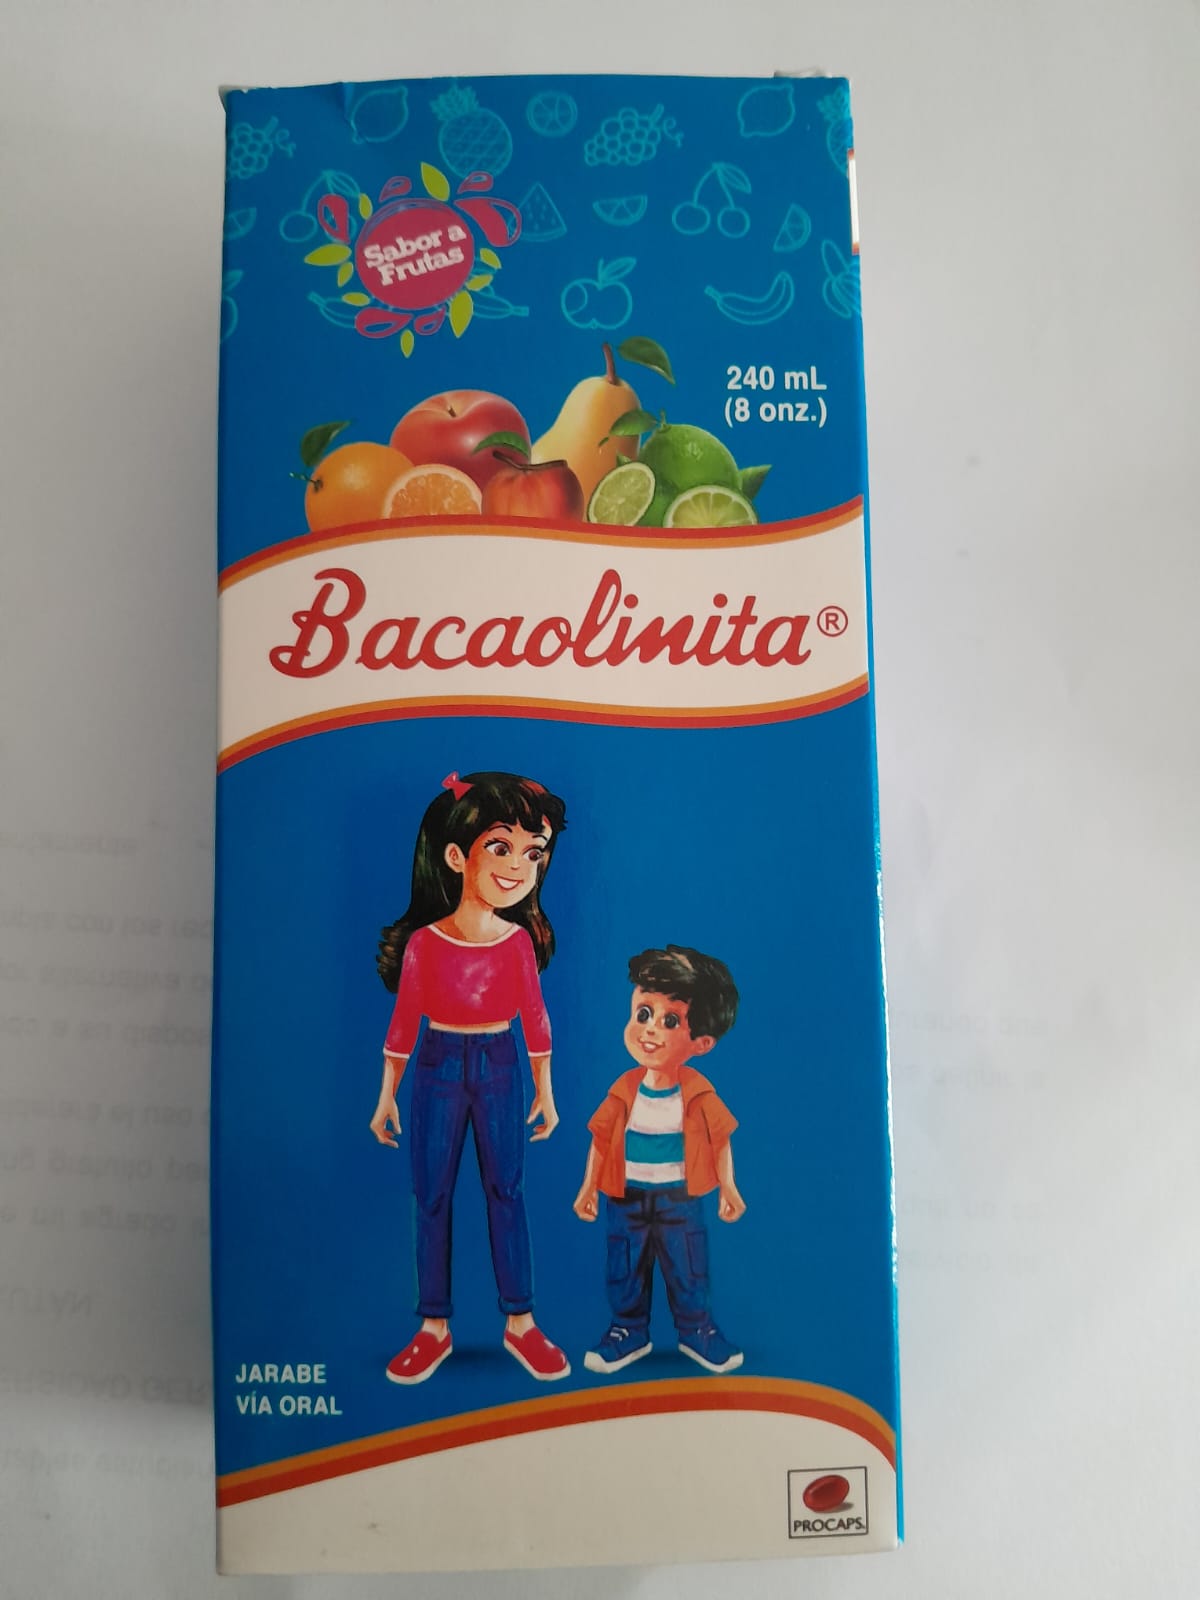 Sabor a
Frutas
240 mL
(8 onz.)
Bacaolinita®
JARABE
VÍA ORAL
PROCAPS